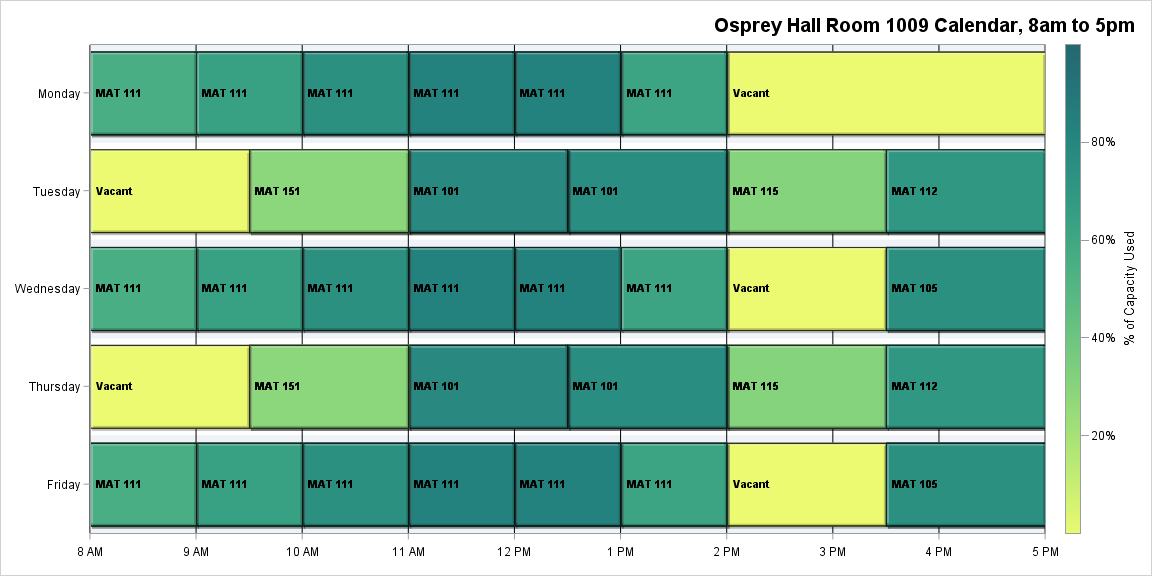 Osprey Hall Room 1009 Calendar, 8am to 5pm
Monday
MAT 111
MAT 111
MAT 111
MAT 111
MAT 111
MAT 111
Vacant
Tuesday
Vacant
MAT 151
MAT 101
MAT 101
MAT 115
MAT 112
Wednesday
MAT 111
MAT 111
MAT 111
MAT 111
MAT 111
MAT 111
Vacant
MAT 105
Thursday
Vacant
MAT 151
MAT 101
MAT 101
MAT 115
MAT 112
Friday
MAT 111
MAT 111
MAT 111
MAT 111
MAT 111
MAT 111
Vacant
MAT 105
8 AM
9 AM
10 AM
11 AM
12 PM
1 PM
2 PM
3 PM
4 PM
5 PM
80%
60%
40%
20%
% of Capacity Used